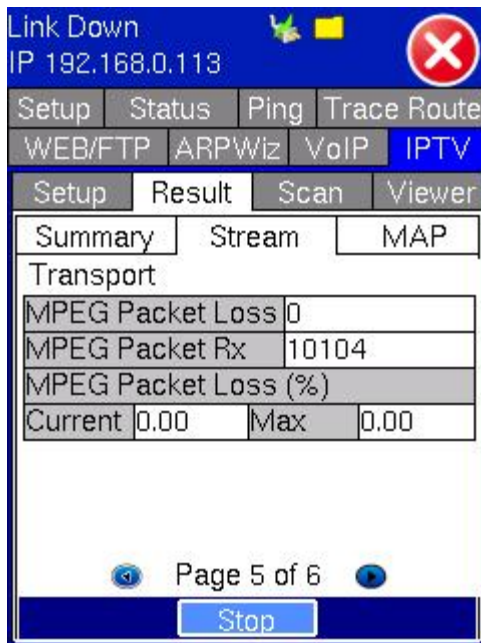 Link Down
IP 192.168.0.113
Setup Status Ping Trace Route
WEB/FTP ARPWiz VoIP IPTV
Setup Result Scan Viewer
Summary Stream MAP
Transport
MPEG Packet Loss 0
MPEG Packet Rx 10104
MPEG Packet Loss (%)
Current 0.00 Max 0.00
Page 5 of 6
Stop